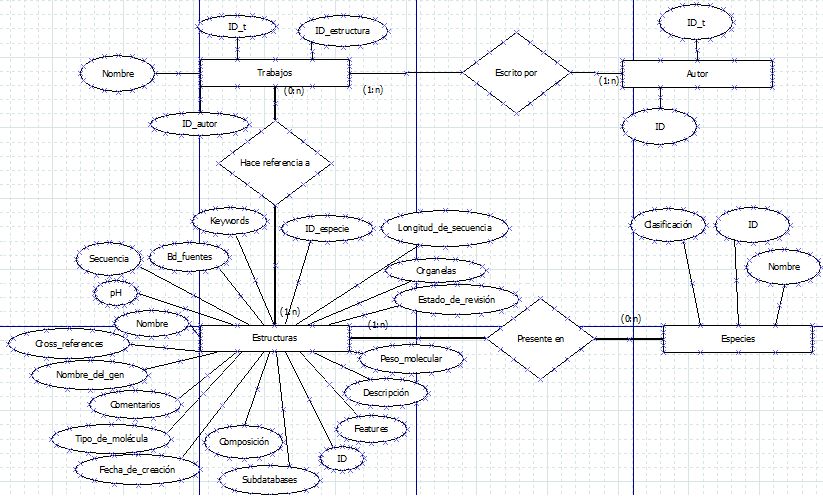 ID_t
ID_estructura
ID_t
Nombre
Trabajos
Escrito por
Autor
(0:n)
(1:n)
(1:n)
ID_autor
ID
Hace referencia a
Keywords
ID_especie
Longitud_de_secuencia
Clasificación
ID
Secuencia
Bd_fuentes
Organelas
Nombre
pH
Estado_de_revisión
Nombre
(1:n)
(1:n)
(0:n)
Cross_references
Estructuras
Presente en
Especies
Peso_molecular
Nombre_del_gen
Descripción
Comentarios
Features
Tipo_de_molécula
Composición
ID
Fecha_de_creación
Subdatabases